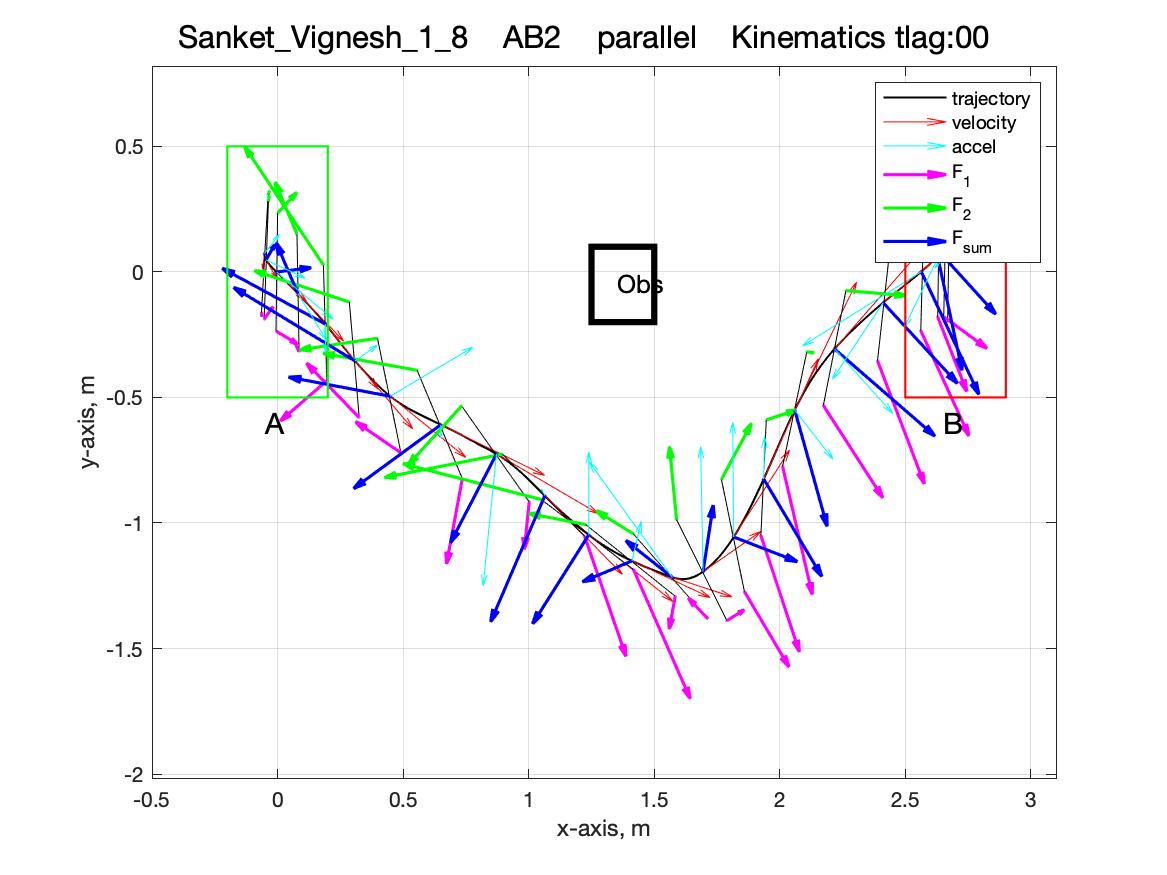 Sanket_Vignesh_1_8 AB2 parallel Kinematics tlag:00
trajectory
velocity
accel
F1
F2
Fsum
0.5
0
-0.5
-1
-1.5
-2
y-axis, m
Obs
A
B
-0.5 0 0.5 1 1.5 2 2.5 3
x-axis, m